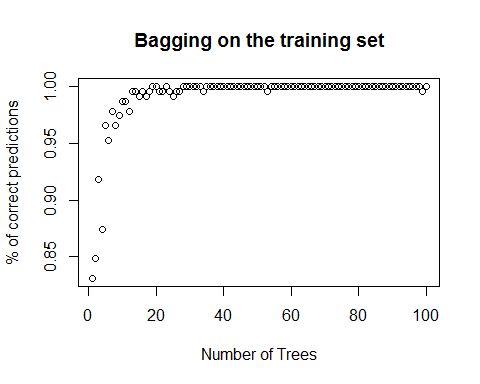 Bagging on the training set
% of correct predictions
1.00
0.95
0.90
0.85
0 20 40 60 80 100
Number of Trees